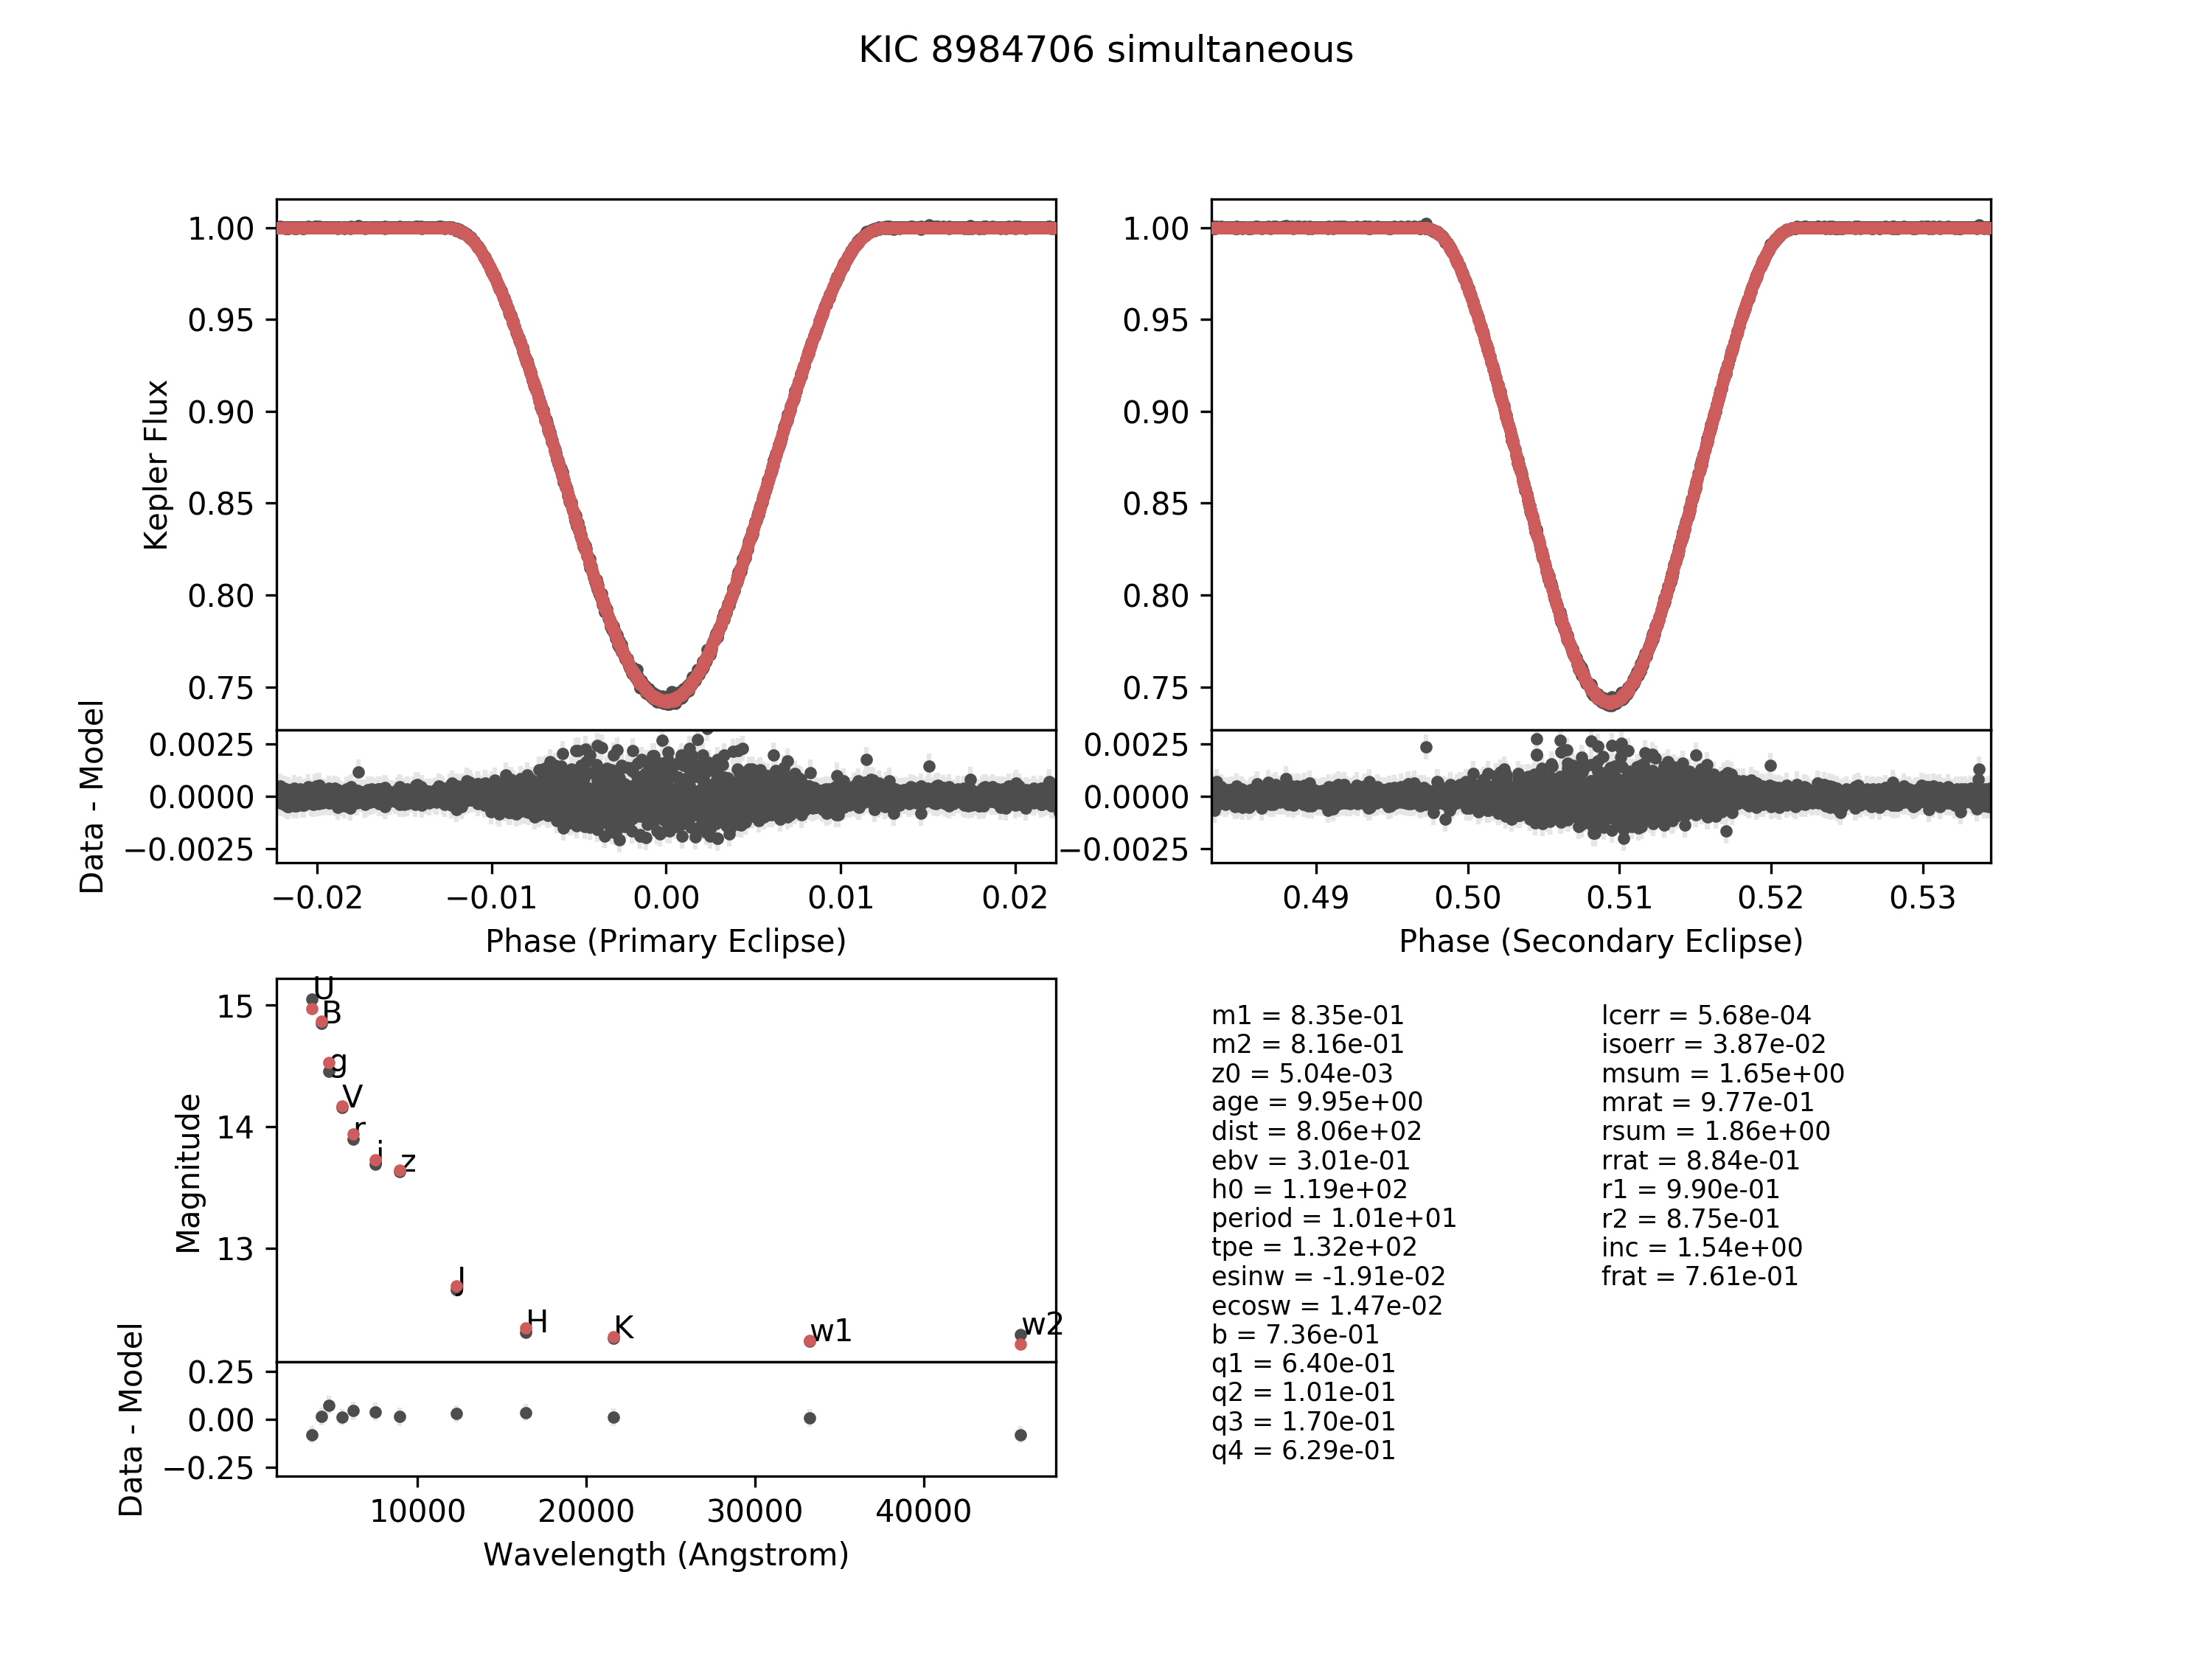 KIC 8984706 simultaneous
1.00
0.95
0.90
0.85
0.80
0.75
Kepler Flux
0.0025
0.0000
−0.0025
Data - Model
−0.02 −0.01 0.00 0.01 0.02
Phase (Primary Eclipse)
1.00
0.95
0.90
0.85
0.80
0.75
0.0025
0.0000
−0.0025
0.49 0.50 0.51 0.52 0.53
Phase (Secondary Eclipse)
15
14
13
Magnitude
U
B
g
V
r
i
z
J
H
K
w1
w2
0.25
0.00
−0.25
Data - Model
10000 20000 30000 40000
Wavelength (Angstrom)
m1 = 8.35e-01
m2 = 8.16e-01
z0 = 5.04e-03
age = 9.95e+00
dist = 8.06e+02
ebv = 3.01e-01
h0 = 1.19e+02
period = 1.01e+01
tpe = 1.32e+02
esinw = -1.91e-02
ecosw = 1.47e-02
b = 7.36e-01
q1 = 6.40e-01
q2 = 1.01e-01
q3 = 1.70e-01
q4 = 6.29e-01
lcerr = 5.68e-04
isoerr = 3.87e-02
msum = 1.65e+00
mrat = 9.77e-01
rsum = 1.86e+00
rrat = 8.84e-01
r1 = 9.90e-01
r2 = 8.75e-01
inc = 1.54e+00
frat = 7.61e-01